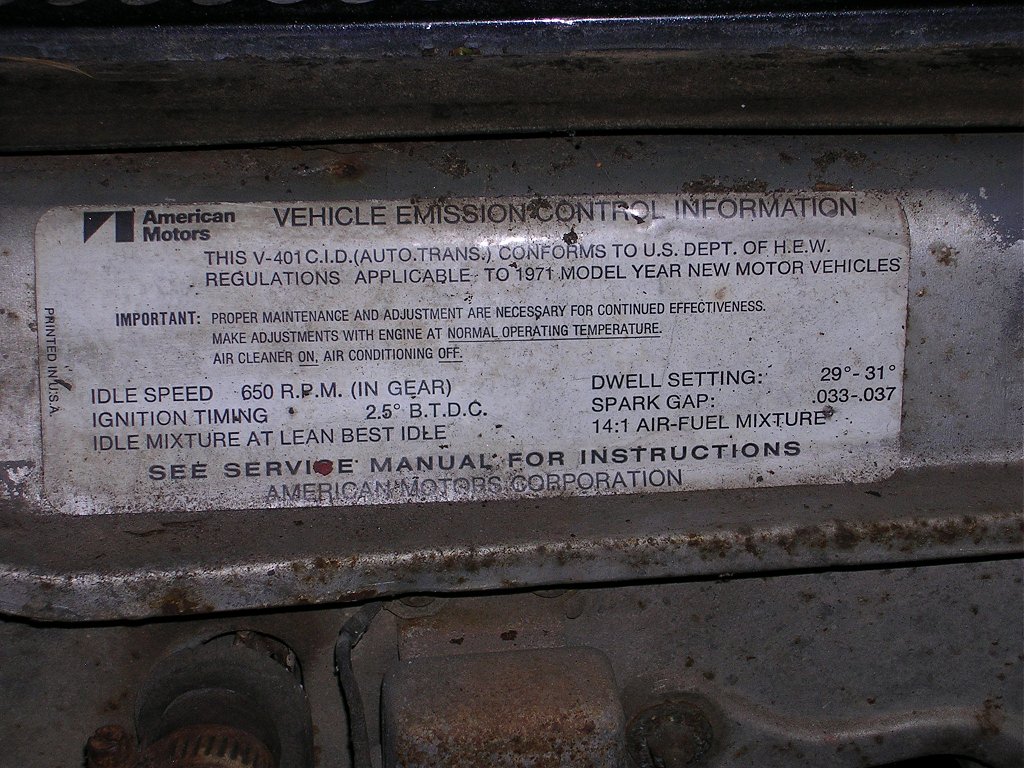 American
Motors
VEHICLE EMISSION CONTROL INFORMATION
THIS V-401 C.I.D. (AUTO. TRANS.) CONFORMS TO U.S. DEPT. OF H.E.W.
REGULATIONS APPLICABLE TO 1971 MODEL YEAR NEW MOTOR VEHICLES
IMPORTANT: PROPER MAINTENANCE AND ADJUSTMENT ARE NECESSARY FOR CONTINUED EFFECTIVENESS.
MAKE ADJUSTMENTS WITH ENGINE AT NORMAL OPERATING TEMPERATURE.
AIR CLEANER ON, AIR CONDITIONING OFF.
PRINTED IN U.S.A
IDLE SPEED 650 R.P.M. (IN GEAR)
IGNITION TIMING 2.5° B.T.D.C.
IDLE MIXTURE AT LEAN BEST IDLE
DWELL SETTING: 29°-31°
SPARK GAP: .033-.037
14:1 AIR-FUEL MIXTURE
SEE SERVICE MANUAL FOR INSTRUCTIONS
AMERICAN MOTORS CORPORATION